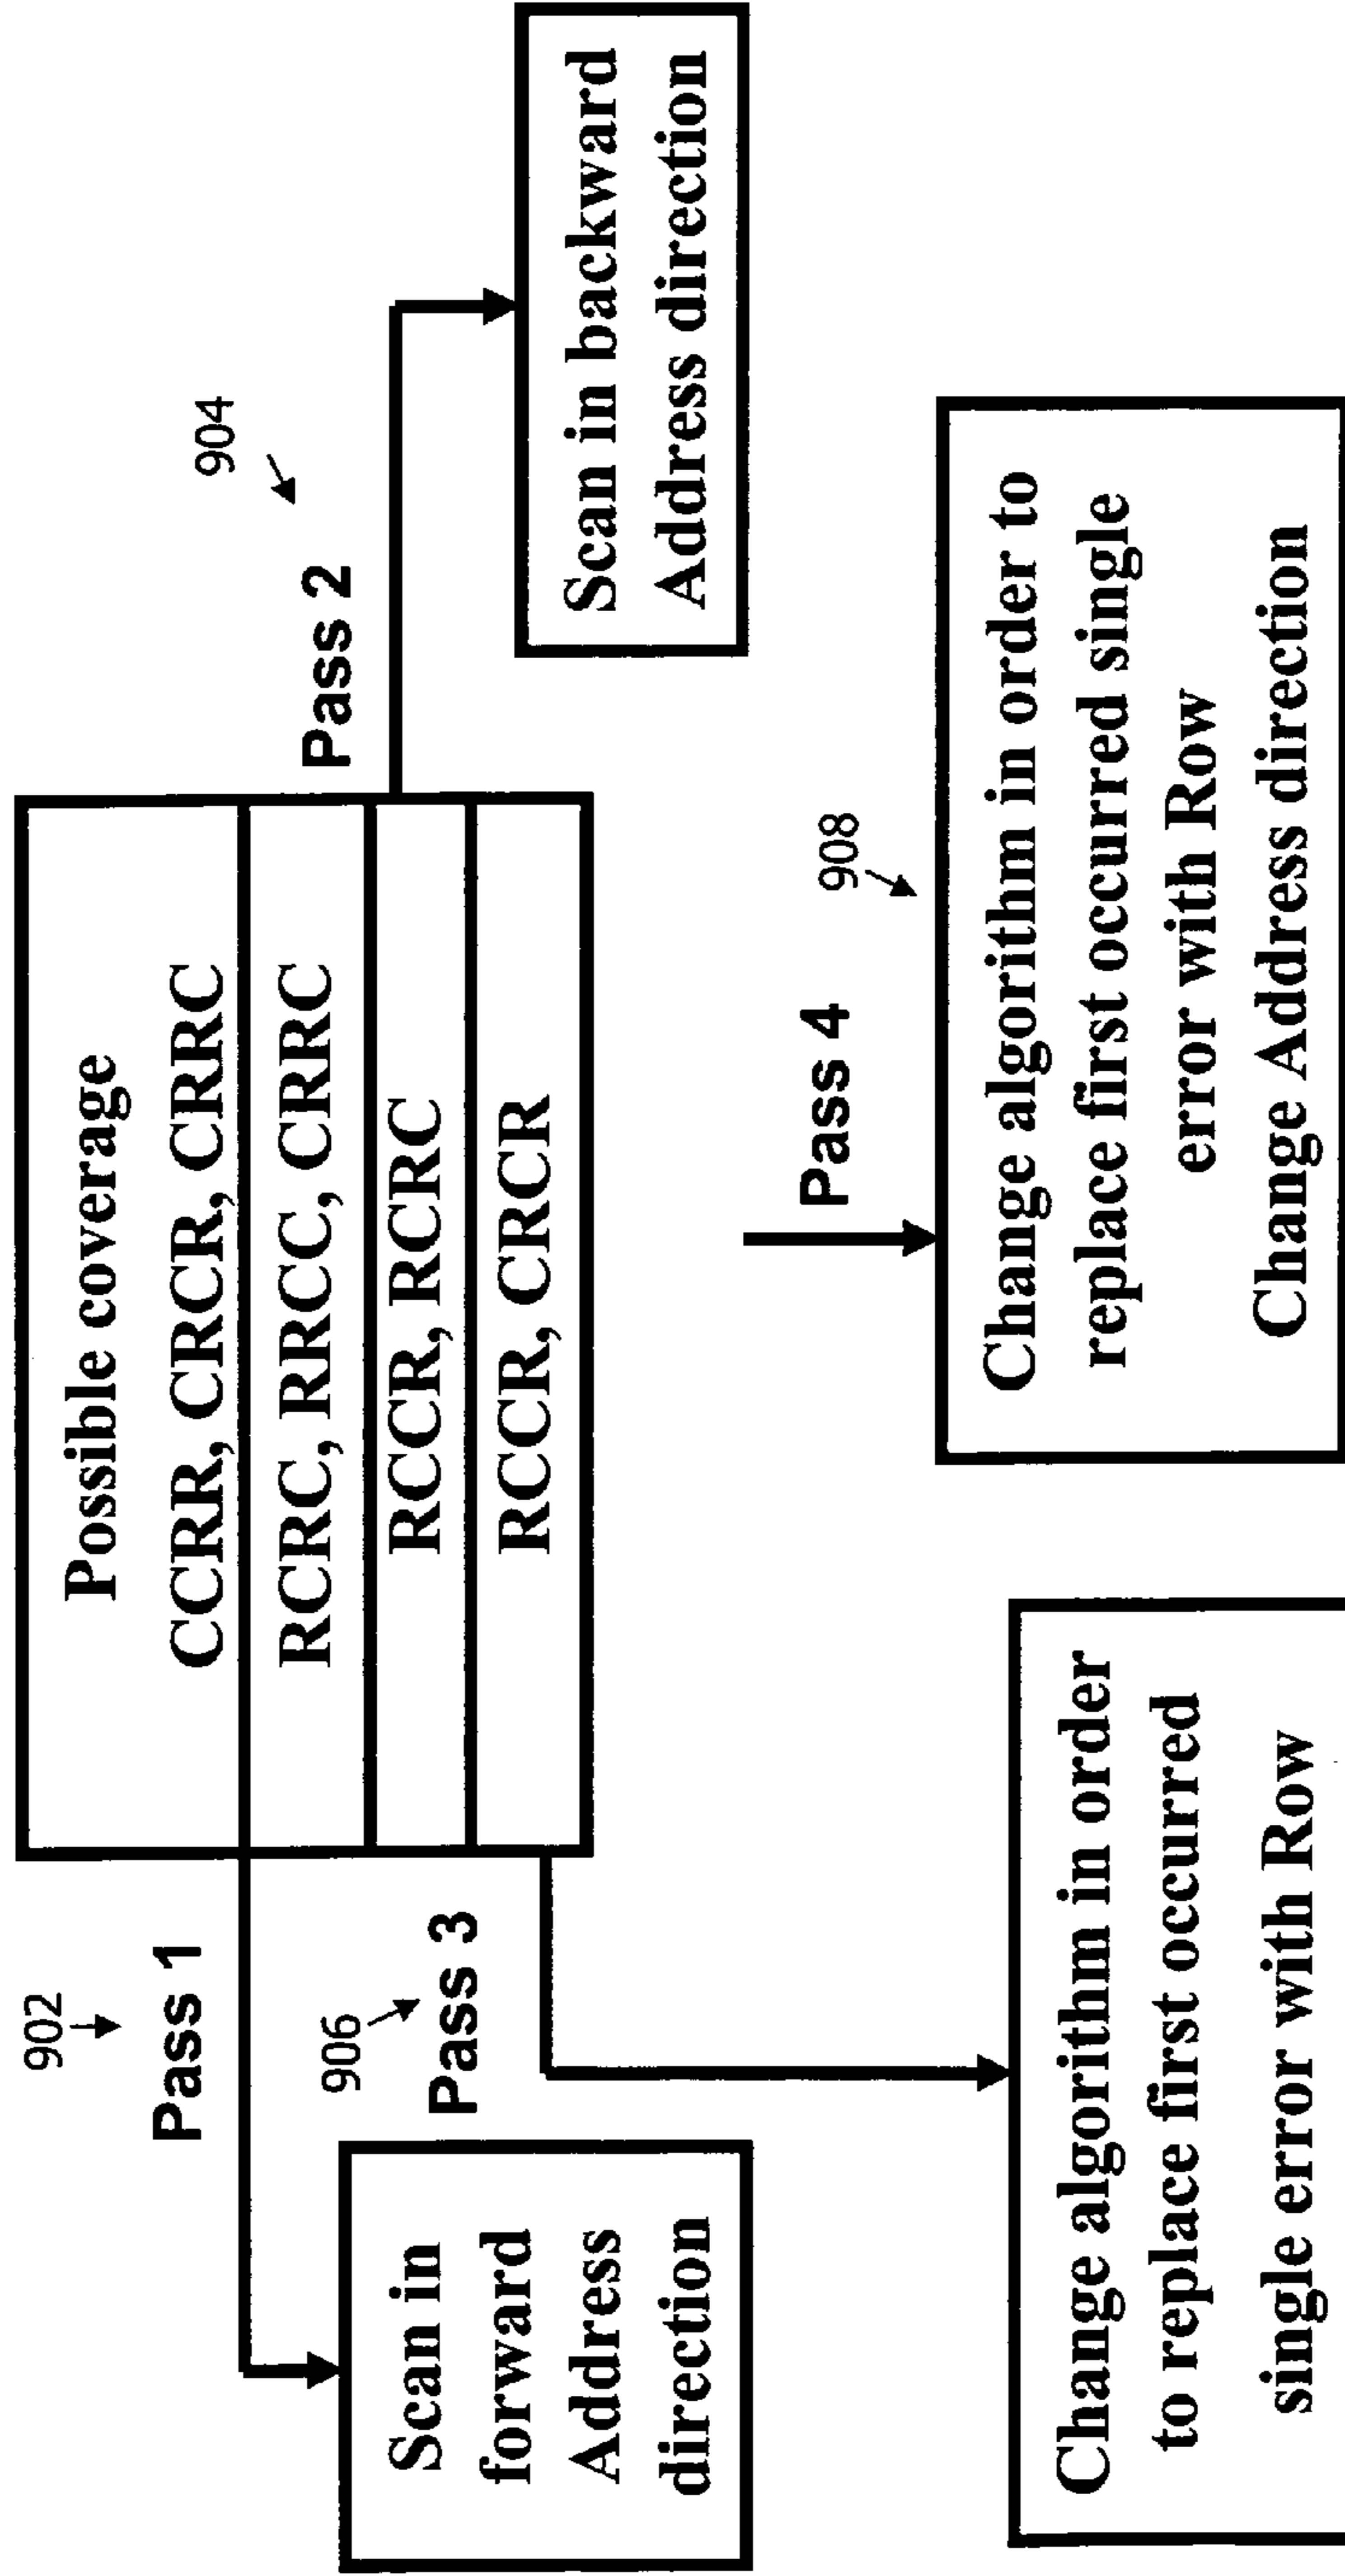 Possible coverage
CCRR, CRCR, CRRC
RCRC, RRCC, CRRC
RCCR, RCRC
RCCR, CRCR
902
Pass 1
Scan in
forward
Address
direction
904
Pass 2
Scan in backward
Address direction
906
Pass 3
Change algorithm in order
to replace first occurred
single error with Row
Pass 4
908
Change algorithm in order to
replace first occurred single
error with Row
Change Address direction